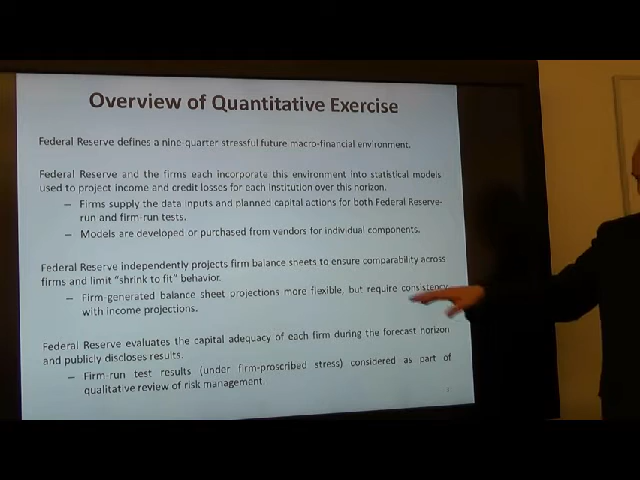 Overview of Quantitative Exercise
Federal Reserve defines a nine-quarter stressful future macro-financial environment.
Federal Reserve and the firms each incorporate this environment into statistical models
used to project income and credit losses for each institution over this horizon.
– Firms supply the data inputs and planned capital actions for both Federal Reserve-
run and firm-run tests.
– Models are developed or purchased from vendors for individual components.
Federal Reserve independently projects firm balance sheets to ensure comparability across
firms and limit "shrink to fit" behavior.
– Firm-generated balance sheet projections more flexible, but require consistency
with income projections.
Federal Reserve evaluates the capital adequacy of each firm during the forecast horizon
and publicly discloses results.
– Firm-run test results (under firm-proscribed stress) considered as part of
qualitative review of risk management.